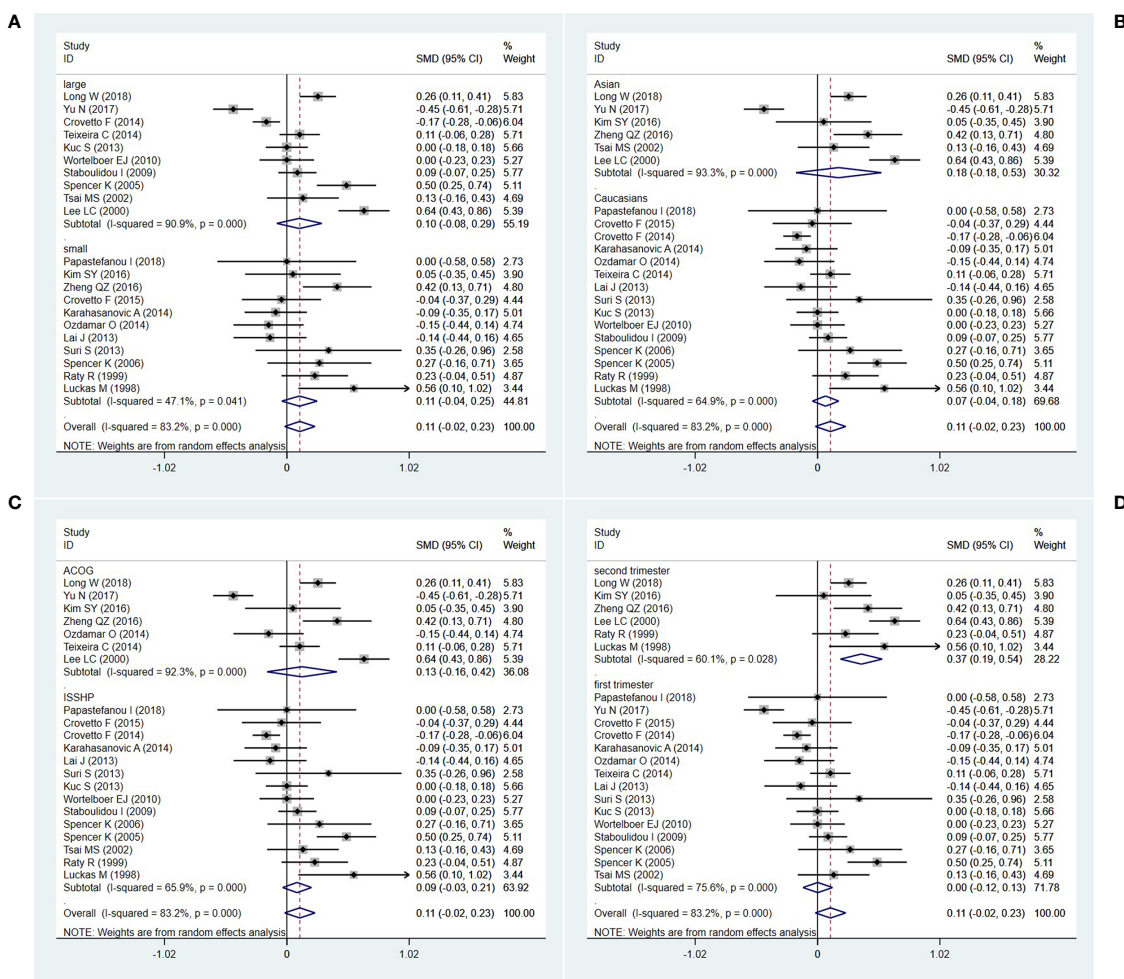 A
Study %
ID SMD (95% CI) Weight
large
Long W (2018) 0.26 (0.11, 0.41) 5.83
Yu N (2017) -0.45 (-0.61, -0.28) 5.71
Crovetto F (2014) -0.17 (-0.28, -0.06) 6.04
Teixeira C (2014) 0.11 (-0.06, 0.28) 5.71
Kuc S (2013) 0.00 (-0.18, 0.18) 5.66
Wortelboer EJ (2010) 0.00 (-0.23, 0.23) 5.27
Staboulidou I (2009) 0.09 (-0.07, 0.25) 5.77
Spencer K (2005) 0.50 (0.25, 0.74) 5.11
Tsai MS (2002) 0.13 (-0.16, 0.43) 4.69
Lee LC (2000) 0.64 (0.43, 0.86) 5.39
Subtotal (I-squared = 90.9%, p = 0.000) 0.10 (-0.08, 0.29) 55.19
.
small
Papastefanou I (2018) 0.00 (-0.58, 0.58) 2.73
Kim SY (2016) 0.05 (-0.35, 0.45) 3.90
Zheng QZ (2016) 0.42 (0.13, 0.71) 4.80
Crovetto F (2015) -0.04 (-0.37, 0.29) 4.44
Karahasanovic A (2014) -0.09 (-0.35, 0.17) 5.01
Ozdamar O (2014) -0.15 (-0.44, 0.14) 4.74
Lai J (2013) -0.14 (-0.44, 0.16) 4.65
Suri S (2013) 0.35 (-0.26, 0.96) 2.58
Spencer K (2006) 0.27 (-0.16, 0.71) 3.65
Raty R (1999) 0.23 (-0.04, 0.51) 4.87
Luckas M (1998) 0.56 (0.10, 1.02) 3.44
Subtotal (I-squared = 47.1%, p = 0.041) 0.11 (-0.04, 0.25) 44.81
.
Overall (I-squared = 83.2%, p = 0.000) 0.11 (-0.02, 0.23) 100.00
NOTE: Weights are from random effects analysis
-1.02 0 1.02
B
Study %
ID SMD (95% CI) Weight
Asian
Long W (2018) 0.26 (0.11, 0.41) 5.83
Yu N (2017) -0.45 (-0.61, -0.28) 5.71
Kim SY (2016) 0.05 (-0.35, 0.45) 3.90
Zheng QZ (2016) 0.42 (0.13, 0.71) 4.80
Tsai MS (2002) 0.13 (-0.16, 0.43) 4.69
Lee LC (2000) 0.64 (0.43, 0.86) 5.39
Subtotal (I-squared = 93.3%, p = 0.000) 0.18 (-0.18, 0.53) 30.32
.
Caucasians
Papastefanou I (2018) 0.00 (-0.58, 0.58) 2.73
Crovetto F (2015) -0.04 (-0.37, 0.29) 4.44
Crovetto F (2014) -0.17 (-0.28, -0.06) 6.04
Karahasanovic A (2014) -0.09 (-0.35, 0.17) 5.01
Ozdamar O (2014) -0.15 (-0.44, 0.14) 4.74
Teixeira C (2014) 0.11 (-0.06, 0.28) 5.71
Lai J (2013) -0.14 (-0.44, 0.16) 4.65
Suri S (2013) 0.35 (-0.26, 0.96) 2.58
Kuc S (2013) 0.00 (-0.18, 0.18) 5.66
Wortelboer EJ (2010) 0.00 (-0.23, 0.23) 5.27
Staboulidou I (2009) 0.09 (-0.07, 0.25) 5.77
Spencer K (2006) 0.27 (-0.16, 0.71) 3.65
Spencer K (2005) 0.50 (0.25, 0.74) 5.11
Raty R (1999) 0.23 (-0.04, 0.51) 4.87
Luckas M (1998) 0.56 (0.10, 1.02) 3.44
Subtotal (I-squared = 64.9%, p = 0.000) 0.07 (-0.04, 0.18) 69.68
.
Overall (I-squared = 83.2%, p = 0.000) 0.11 (-0.02, 0.23) 100.00
NOTE: Weights are from random effects analysis
-1.02 0 1.02
C
Study %
ID SMD (95% CI) Weight
ACOG
Long W (2018) 0.26 (0.11, 0.41) 5.83
Yu N (2017) -0.45 (-0.61, -0.28) 5.71
Kim SY (2016) 0.05 (-0.35, 0.45) 3.90
Zheng QZ (2016) 0.42 (0.13, 0.71) 4.80
Ozdamar O (2014) -0.15 (-0.44, 0.14) 4.74
Teixeira C (2014) 0.11 (-0.06, 0.28) 5.71
Lee LC (2000) 0.64 (0.43, 0.86) 5.39
Subtotal (I-squared = 92.3%, p = 0.000) 0.13 (-0.16, 0.42) 36.08
.
ISSHP
Papastefanou I (2018) 0.00 (-0.58, 0.58) 2.73
Crovetto F (2015) -0.04 (-0.37, 0.29) 4.44
Crovetto F (2014) -0.17 (-0.28, -0.06) 6.04
Karahasanovic A (2014) -0.09 (-0.35, 0.17) 5.01
Lai J (2013) -0.14 (-0.44, 0.16) 4.65
Suri S (2013) 0.35 (-0.26, 0.96) 2.58
Kuc S (2013) 0.00 (-0.18, 0.18) 5.66
Wortelboer EJ (2010) 0.00 (-0.23, 0.23) 5.27
Staboulidou I (2009) 0.09 (-0.07, 0.25) 5.77
Spencer K (2006) 0.27 (-0.16, 0.71) 3.65
Spencer K (2005) 0.50 (0.25, 0.74) 5.11
Tsai MS (2002) 0.13 (-0.16, 0.43) 4.69
Raty R (1999) 0.23 (-0.04, 0.51) 4.87
Luckas M (1998) 0.56 (0.10, 1.02) 3.44
Subtotal (I-squared = 65.9%, p = 0.000) 0.09 (-0.03, 0.21) 63.92
.
Overall (I-squared = 83.2%, p = 0.000) 0.11 (-0.02, 0.23) 100.00
NOTE: Weights are from random effects analysis
-1.02 0 1.02
D
Study %
ID SMD (95% CI) Weight
second trimester
Long W (2018) 0.26 (0.11, 0.41) 5.83
Kim SY (2016) 0.05 (-0.35, 0.45) 3.90
Zheng QZ (2016) 0.42 (0.13, 0.71) 4.80
Lee LC (2000) 0.64 (0.43, 0.86) 5.39
Raty R (1999) 0.23 (-0.04, 0.51) 4.87
Luckas M (1998) 0.56 (0.10, 1.02) 3.44
Subtotal (I-squared = 60.1%, p = 0.028) 0.37 (0.19, 0.54) 28.22
.
first trimester
Papastefanou I (2018) 0.00 (-0.58, 0.58) 2.73
Yu N (2017) -0.45 (-0.61, -0.28) 5.71
Crovetto F (2015) -0.04 (-0.37, 0.29) 4.44
Crovetto F (2014) -0.17 (-0.28, -0.06) 6.04
Karahasanovic A (2014) -0.09 (-0.35, 0.17) 5.01
Ozdamar O (2014) -0.15 (-0.44, 0.14) 4.74
Teixeira C (2014) 0.11 (-0.06, 0.28) 5.71
Lai J (2013) -0.14 (-0.44, 0.16) 4.65
Suri S (2013) 0.35 (-0.26, 0.96) 2.58
Kuc S (2013) 0.00 (-0.18, 0.18) 5.66
Wortelboer EJ (2010) 0.00 (-0.23, 0.23) 5.27
Staboulidou I (2009) 0.09 (-0.07, 0.25) 5.77
Spencer K (2006) 0.27 (-0.16, 0.71) 3.65
Spencer K (2005) 0.50 (0.25, 0.74) 5.11
Tsai MS (2002) 0.13 (-0.16, 0.43) 4.69
Subtotal (I-squared = 75.6%, p = 0.000) 0.00 (-0.12, 0.13) 71.78
.
Overall (I-squared = 83.2%, p = 0.000) 0.11 (-0.02, 0.23) 100.00
NOTE: Weights are from random effects analysis
-1.02 0 1.02